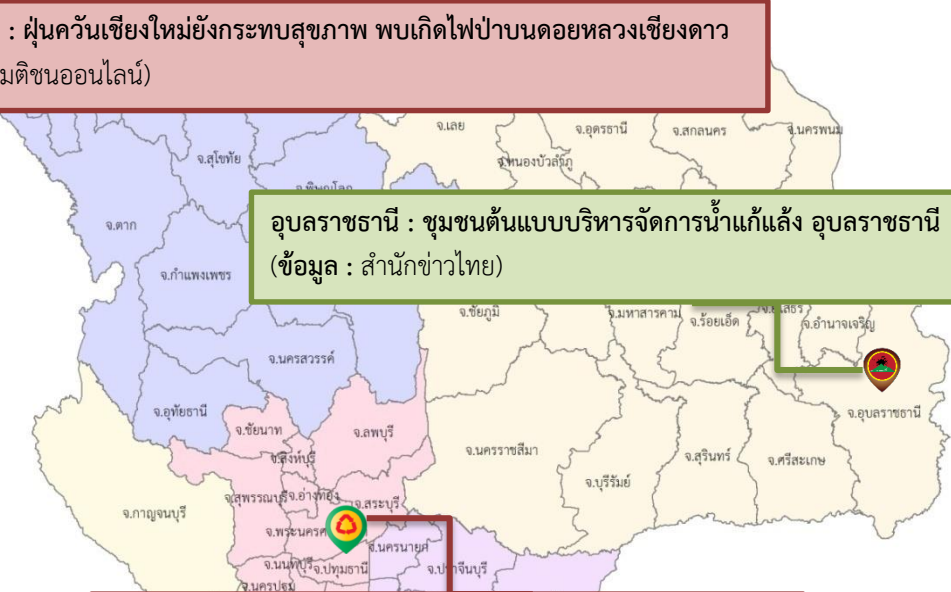 : ฝุ่นควันเชียงใหม่ยังกระทบสุขภาพ พบเกิดไฟป่าบนดอยหลวงเชียงดาว
มติชนออนไลน์)
จ.เลย
จ.อุดรธานี
จ.สกลนคร
จ.นครพนม
จ.สุโขทัย
จ.หนองบัวลำภู
จ.พิษณุโลก
อุบลราชธานี : ชุมชนต้นแบบบริหารจัดการน้ำแก้แล้ง อุบลราชธานี
(ข้อมูล : สำนักข่าวไทย)
จ.ตาก
จ.กำแพงเพชร
จ.ชัยภูมิ
จ.มหาสารคาม
จ.ร้อยเอ็ด
จ.ยโสธร
จ.อำนาจเจริญ
จ.นครสวรรค์
จ.อุทัยธานี
จ.ชัยนาท
จ.ลพบุรี
จ.อุบลราชธานี
จ.สิงห์บุรี
จ.นครราชสีมา
จ.สุรินทร์
จ.ศรีสะเกษ
จ.บุรีรัมย์
จ.สุพรรณบุรี
จ.อ่างทอง
จ.สระบุรี
จ.กาญจนบุรี
จ.พระนครศ
จ.นครนายก
จ.นนทบุรี
จ.ปทุมธานี
จ.ปราจีนบุรี
จ.นครปฐม